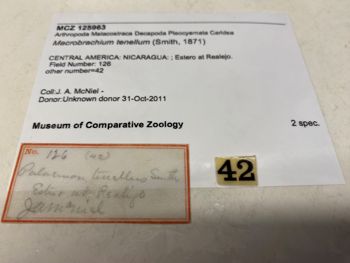 MCZ 125963
Arthropoda Malacostraca Decapoda Pleocyemata Caridea
Macrobrachium tenellum (Smith, 1871)
CENTRAL AMERICA: NICARAGUA: ; Estero at Realejo.
Field Number: 126
other number=42
Coll:J. A. McNiel -
Donor:Unknown donor 31-Oct-2011
Museum of Comparative Zoology
2 spec.
No.
126 (42)
Palaemon tenellus Smith
Estero at Realejo
J A McNiel
42